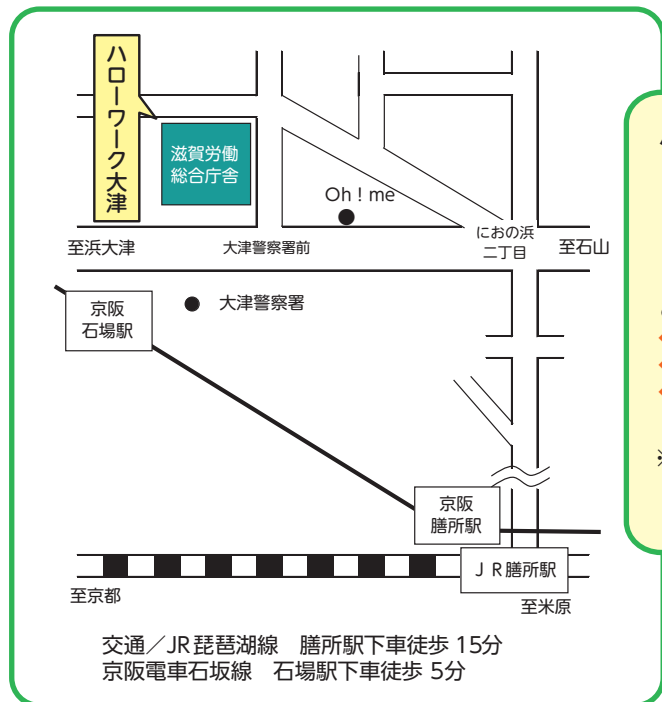 ハローワーク大津
滋賀労働
総合庁舎
Oh ! me
至浜大津
大津警察署前
におの浜
二丁目
至石山
京阪
石場駅
大津警察署
京阪
膳所駅
ＪＲ膳所駅
至京都
至米原
交通／JR琵琶湖線　膳所駅下車徒歩 15分
京阪電車石坂線　石場駅下車徒歩 5分
※